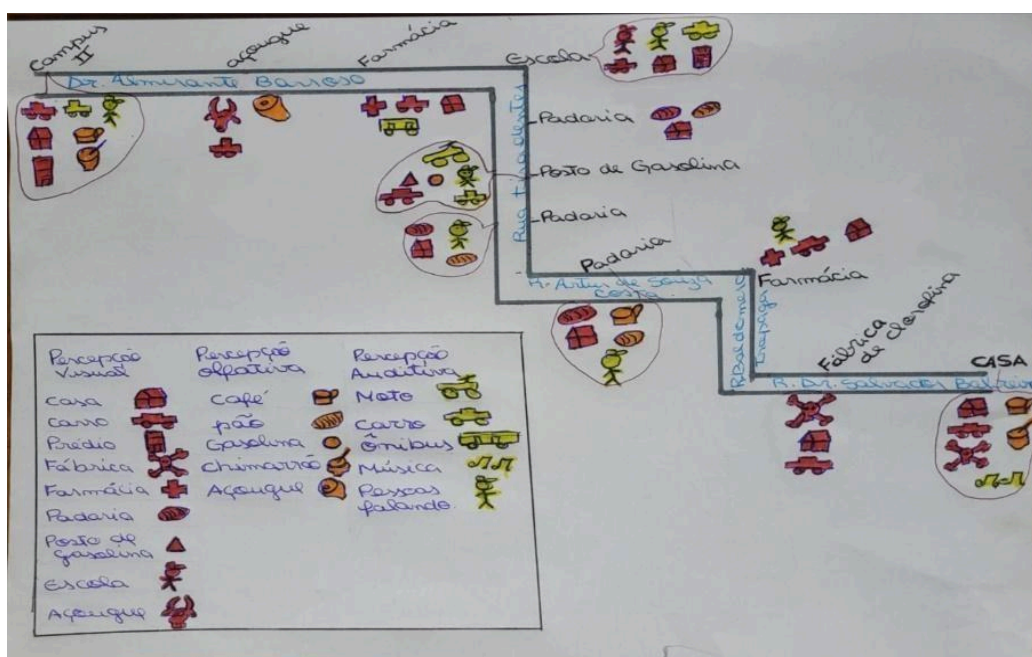 Campus II
açougue
Farmácia
Escola
Almirante Barroso
Rua Tiradentes
Padaria
Posto de Gasolina
Padaria
Padaria
R. Artur de Souza Costa
Farmácia
Fábrica de Clorofina
CASA
R. Dr. Salvador
Percepção Visual
Casa
Carro
Prédio
Fábrica
Farmácia
Padaria
Posto de gasolina
Escola
Açougue
Percepção olfativa
Café
pão
Gasolina
Chimarrão
Açougue
Percepção Auditiva
Moto
Carro
Ônibus
Música
Pessoas falando